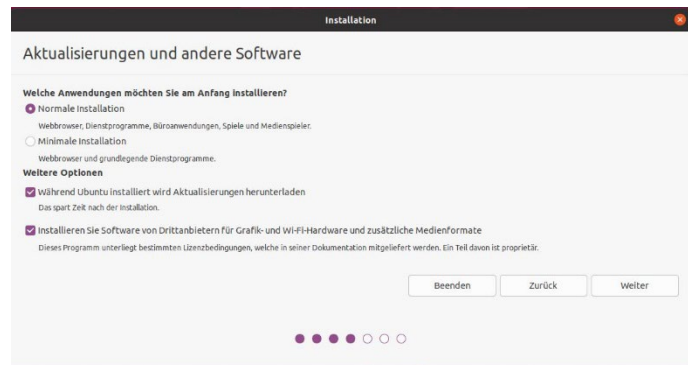 Installation
Aktualisierungen und andere Software
Welche Anwendungen möchten Sie am Anfang installieren?
Normale Installation
Webbrowser, Dienstprogramme, Büroanwendungen, Spiele und Medienspieler.
Minimale Installation
Webbrowser und grundlegende Dienstprogramme.
Weitere Optionen
Während Ubuntu installiert wird Aktualisierungen herunterladen
Das spart Zeit nach der Installation.
Installieren Sie Software von Drittanbietern für Grafik- und Wi-Fi-Hardware und zusätzliche Medienformate
Dieses Programm unterliegt bestimmten Lizenzbedingungen, welche in seiner Dokumentation mitgeliefert werden. Ein Teil davon ist proprietär.
Beenden Zurück Weiter